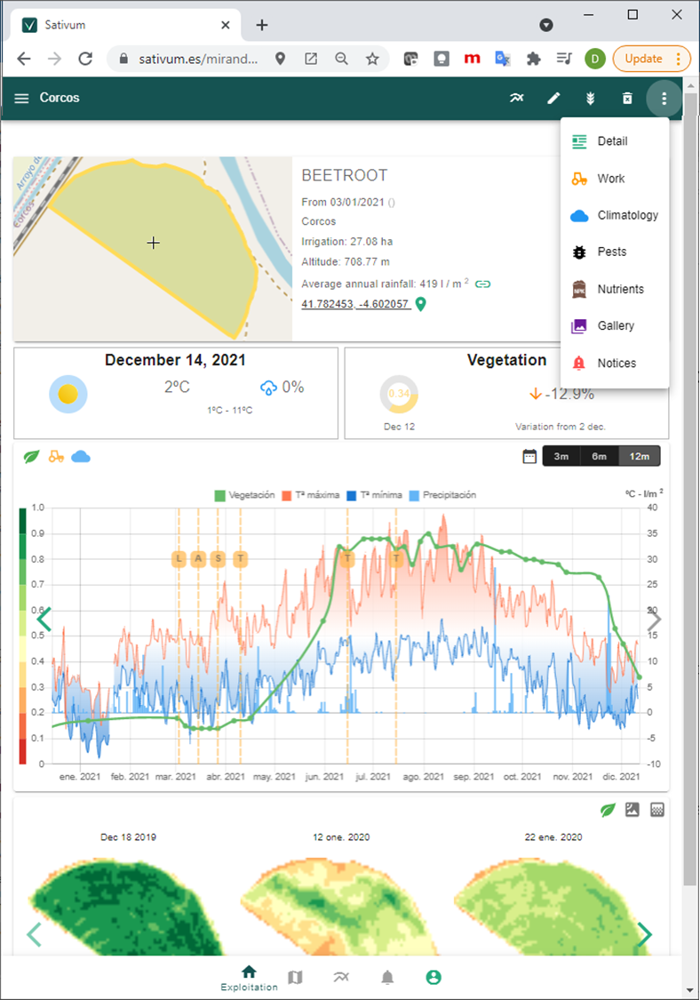 Sativum
sativum.es/mirand...
D
Update
Corcos
Detail
Work
Climatology
Pests
NPK
Nutrients
Gallery
Notices
Arroyo de
Corcos
BEETROOT
From 03/01/2021 ()
Corcos
Irrigation: 27.08 ha
Altitude: 708.77 m
Average annual rainfall: 419 l / m 2
41.782453, -4.602057
December 14, 2021
2ºC
0%
1ºC - 11ºC
Vegetation
0.34
-12.9%
Dec 12
Variation from 2 dec.
3m 6m 12m
Vegetación Tª máxima Tª mínima Precipitación
ºC - l/m 2
1.0 40
0.9 35
0.8 L A S T T T 30
0.7 25
0.6 20
0.5 15
0.4 10
0.3 5
0.2 0
0.1 -5
0 -10
ene. 2021 feb. 2021 mar. 2021 abr. 2021 may. 2021 jun. 2021 jul. 2021 ago. 2021 sep. 2021 oct. 2021 nov. 2021 dic. 2021
Dec 18 2019 12 one. 2020 22 ene. 2020
Exploitation